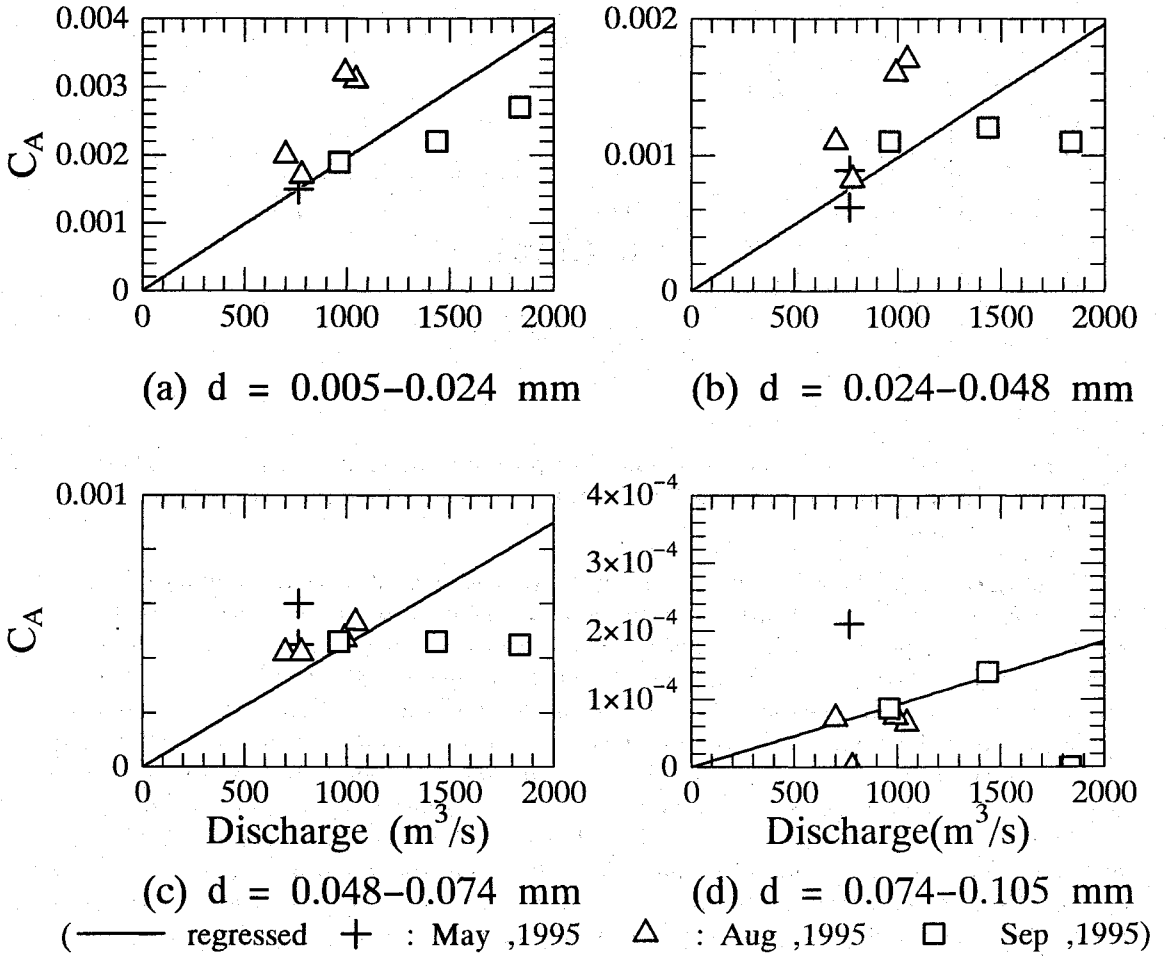 0.004
0.003
0.002
0.001
0
C_A
0 500 1000 1500 2000
(a) d = 0.005−0.024 mm
0.002
0.001
0
0 500 1000 1500 2000
(b) d = 0.024−0.048 mm
0.001
0
C_A
0 500 1000 1500 2000
Discharge (m³/s)
(c) d = 0.048−0.074 mm
4×10⁻⁴
3×10⁻⁴
2×10⁻⁴
1×10⁻⁴
0
0 500 1000 1500 2000
Discharge(m³/s)
(d) d = 0.074−0.105 mm
( regressed : May ,1995 : Aug ,1995 Sep ,1995)